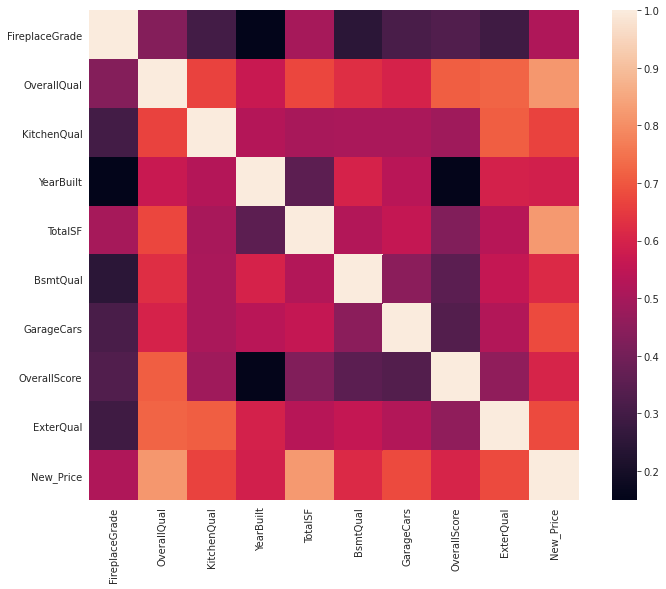 FireplaceGrade
OverallQual
KitchenQual
YearBuilt
TotalSF
BsmtQual
GarageCars
OverallScore
ExterQual
New_Price
FireplaceGrade
OverallQual
KitchenQual
YearBuilt
TotalSF
BsmtQual
GarageCars
OverallScore
ExterQual
New_Price
1.0
0.9
0.8
0.7
0.6
0.5
0.4
0.3
0.2